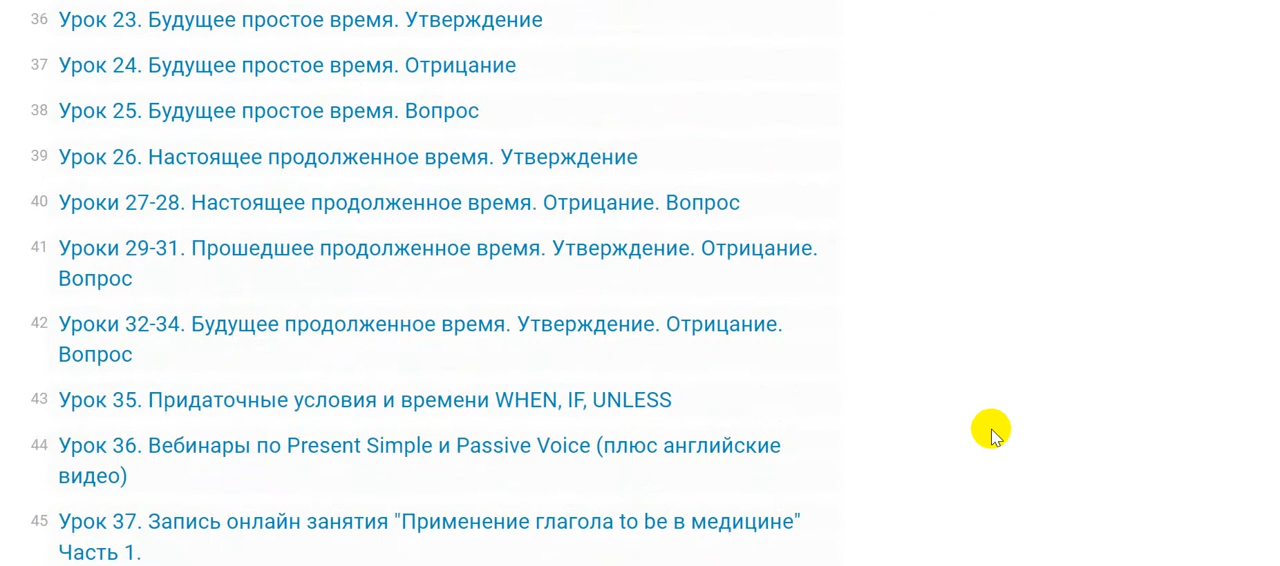 36 Урок 23. Будущее простое время. Утверждение
37 Урок 24. Будущее простое время. Отрицание
38 Урок 25. Будущее простое время. Вопрос
39 Урок 26. Настоящее продолженное время. Утверждение
40 Уроки 27-28. Настоящее продолженное время. Отрицание. Вопрос
41 Уроки 29-31. Прошедшее продолженное время. Утверждение. Отрицание.
Вопрос
42 Уроки 32-34. Будущее продолженное время. Утверждение. Отрицание.
Вопрос
43 Урок 35. Придаточные условия и времени WHEN, IF, UNLESS
44 Урок 36. Вебинары по Present Simple и Passive Voice (плюс английские
видео)
45 Урок 37. Запись онлайн занятия "Применение глагола to be в медицине"
Часть 1.